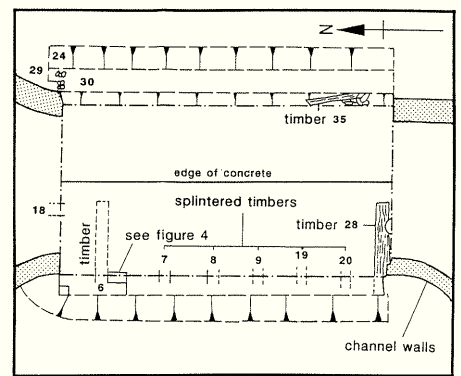 N
24
29
30
timber 35
edge of concrete
splintered timbers
18
timber 28
timber
see figure 4
7 8 9 19 20
6
channel walls